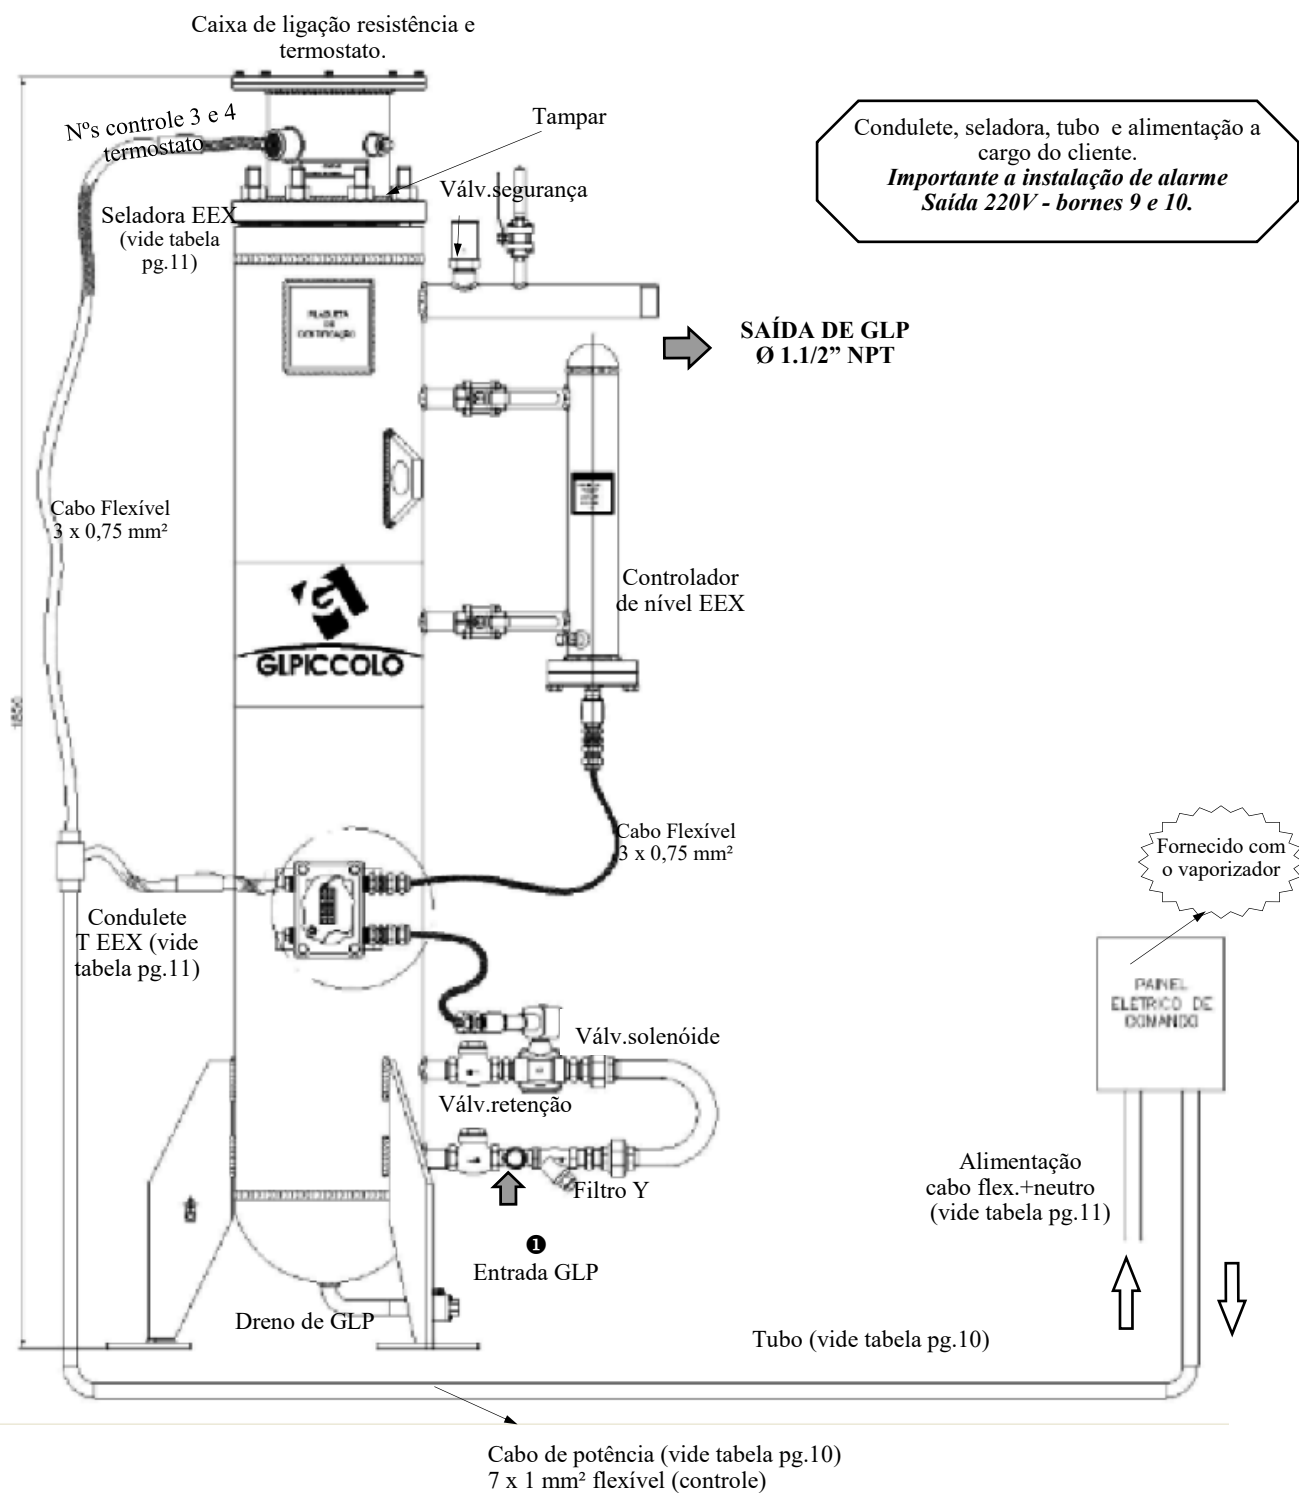 Caixa de ligação resistência e
termostato.
Nºs controle 3 e 4
termostato
Tampar
Condulete, seladora, tubo e alimentação a
cargo do cliente.
Importante a instalação de alarme
Saída 220V - bornes 9 e 10.
Válv.segurança
Seladora EEX
(vide tabela
pg.11)
PLAQUETA
DE
CERTIFICAÇÃO
SAÍDA DE GLP
Ø 1.1/2” NPT
Cabo Flexível
3 x 0,75 mm²
Controlador
de nível EEX
GLPICCOLO
1850
Cabo Flexível
3 x 0,75 mm²
Fornecido com
o vaporizador
Condulete
T EEX (vide
tabela pg.11)
PAINEL
ELETRICO DE
COMANDO
Válv.solenóide
Válv.retenção
Filtro Y
Alimentação
cabo flex.+neutro
(vide tabela pg.11)
❶
Entrada GLP
Dreno de GLP
Tubo (vide tabela pg.10)
Cabo de potência (vide tabela pg.10)
7 x 1 mm² flexível (controle)